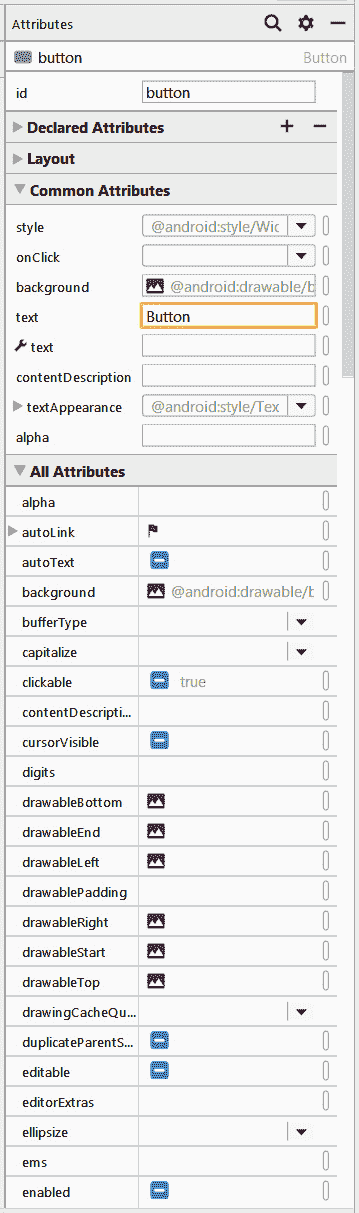 Attributes
button Button
id button
Declared Attributes
Layout
Common Attributes
style @android:style/Wic
onClick
background @android:drawable/b
text Button
text
contentDescription
textAppearance @android:style/Tex
alpha
All Attributes
alpha
autoLink
autoText
background @android:drawable/b
bufferType
capitalize
clickable true
contentDescripti...
cursorVisible
digits
drawableBottom
drawableEnd
drawableLeft
drawablePadding
drawableRight
drawableStart
drawableTop
drawingCacheQu...
duplicateParentS...
editable
editorExtras
ellipsize
ems
enabled